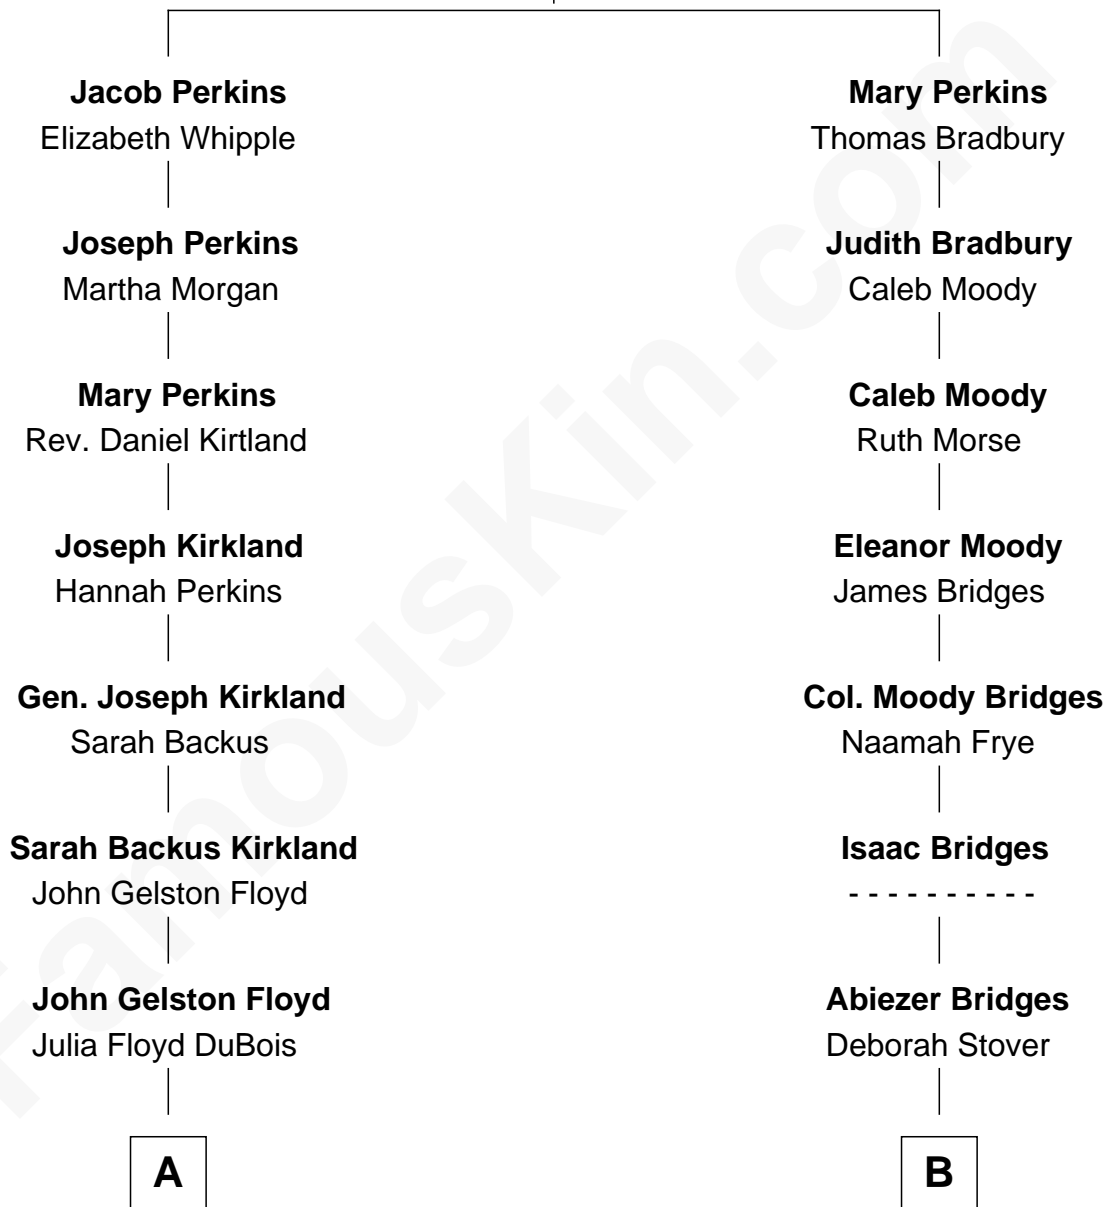 Jacob Perkins
Elizabeth Whipple
Joseph Perkins
Martha Morgan
Mary Perkins
Rev. Daniel Kirtland
Joseph Kirkland
Hannah Perkins
Gen. Joseph Kirkland
Sarah Backus
Sarah Backus Kirkland
John Gelston Floyd
John Gelston Floyd
Julia Floyd DuBois
A
Mary Perkins
Thomas Bradbury
Judith Bradbury
Caleb Moody
Caleb Moody
Ruth Morse
Eleanor Moody
James Bridges
Col. Moody Bridges
Naamah Frye
Isaac Bridges
- - - - - - - - - -
Abiezer Bridges
Deborah Stover
B
FamousKin.com